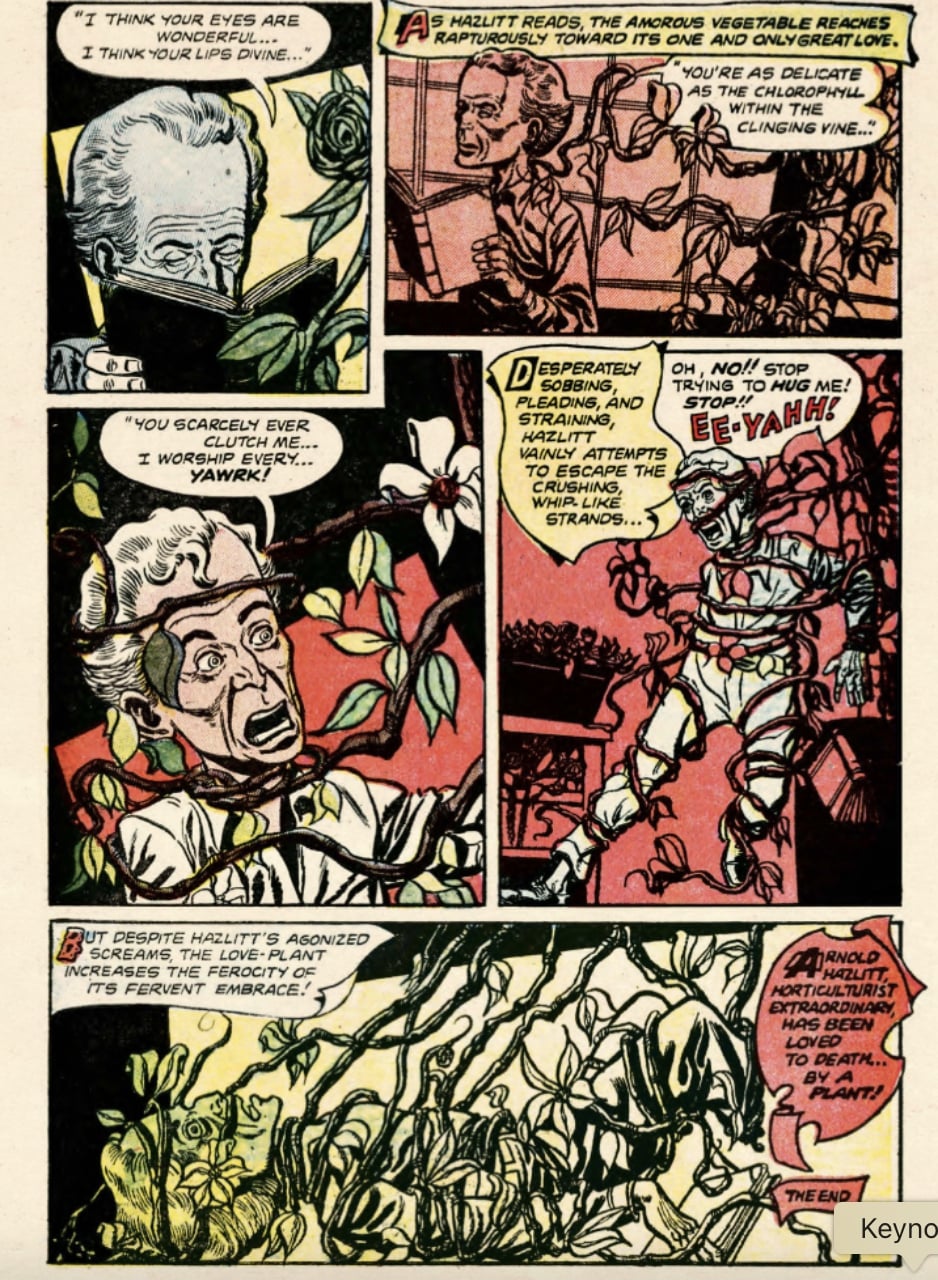 "I THINK YOUR EYES ARE
WONDERFUL...
I THINK YOUR LIPS DIVINE..."
AS HAZLITT READS, THE AMOROUS VEGETABLE REACHES
RAPTUROUSLY TOWARD ITS ONE AND ONLY GREAT LOVE.
"YOU'RE AS DELICATE
AS THE CHLOROPHYLL
WITHIN THE
CLINGING VINE..."
"YOU SCARCELY EVER
CLUTCH ME...
I WORSHIP EVERY...
YAWRK!
DESPERATELY
SOBBING,
PLEADING, AND
STRAINING,
HAZLITT
VAINLY ATTEMPTS
TO ESCAPE THE
CRUSHING,
WHIP-LIKE
STRANDS...
OH, NO!! STOP
TRYING TO HUG ME!
STOP!!
EE-YAHH!
BUT DESPITE HAZLITT'S AGONIZED
SCREAMS, THE LOVE-PLANT
INCREASES THE FEROCITY OF
ITS FERVENT EMBRACE!
ARNOLD
HAZLITT,
HORTICULTURIST
EXTRAORDINARY,
HAS BEEN
LOVED
TO DEATH...
BY A
PLANT!
THE END
Keyno